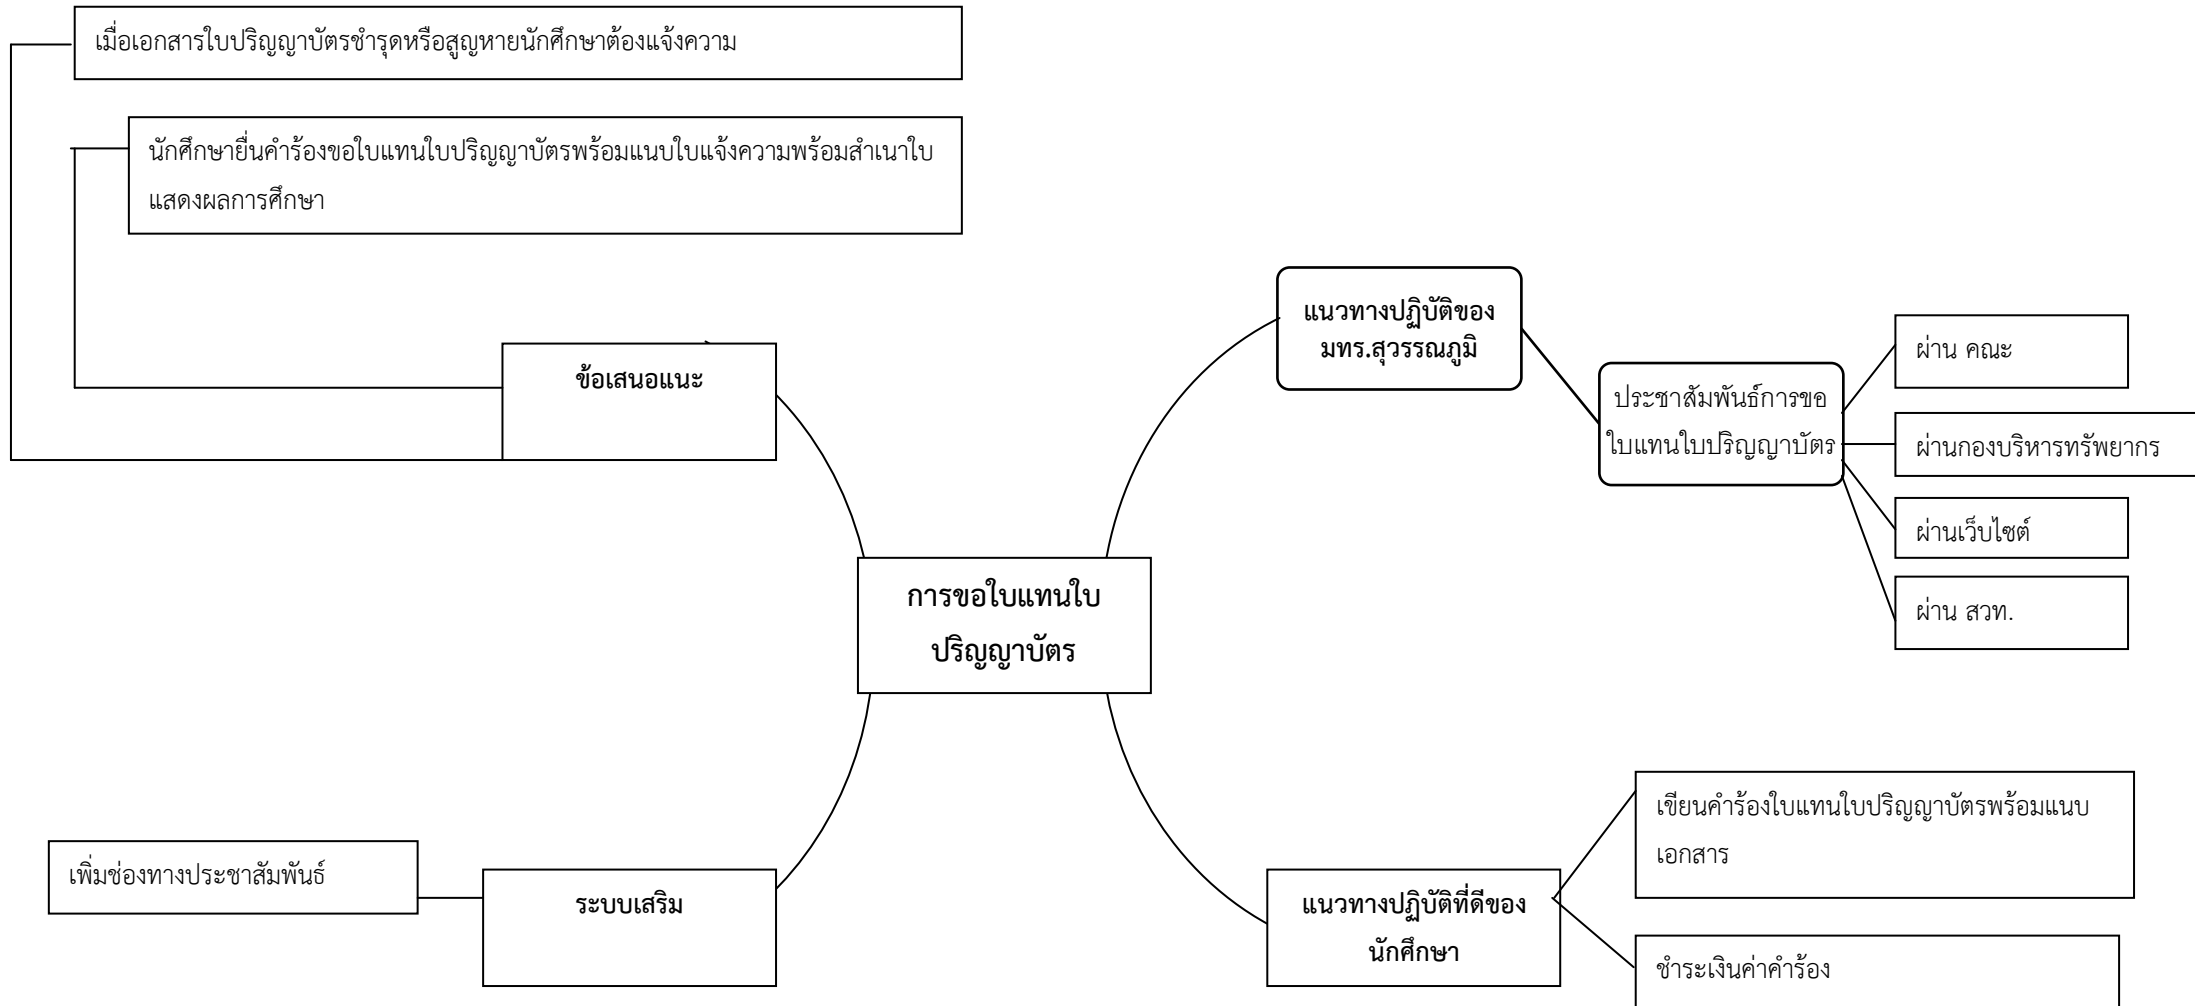 เมื่อเอกสารใบปริญญาบัตรชำรุดหรือสูญหายนักศึกษาต้องแจ้งความ
นักศึกษายื่นคำร้องขอใบแทนใบปริญญาบัตรพร้อมแนบใบแจ้งความพร้อมสำเนาใบ
แสดงผลการศึกษา
ข้อเสนอแนะ
แนวทางปฏิบัติของ
มทร.สุวรรณภูมิ
ประชาสัมพันธ์การขอ
ใบแทนใบปริญญาบัตร
ผ่าน คณะ
ผ่านกองบริหารทรัพยากร
ผ่านเว็บไซต์
ผ่าน สวท.
การขอใบแทนใบ
ปริญญาบัตร
เพิ่มช่องทางประชาสัมพันธ์
ระบบเสริม
แนวทางปฏิบัติที่ดีของ
นักศึกษา
เขียนคำร้องใบแทนใบปริญญาบัตรพร้อมแนบ
เอกสาร
ชำระเงินค่าคำร้อง